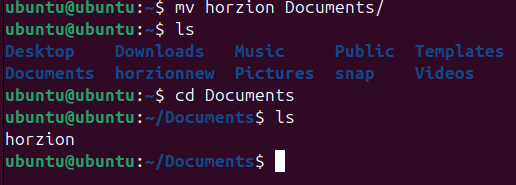 ubuntu@ubuntu:~$ mv horzion Documents/
ubuntu@ubuntu:~$ ls
Desktop Downloads Music Public Templates
Documents horzionnew Pictures snap Videos
ubuntu@ubuntu:~$ cd Documents
ubuntu@ubuntu:~/Documents$ ls
horzion
ubuntu@ubuntu:~/Documents$